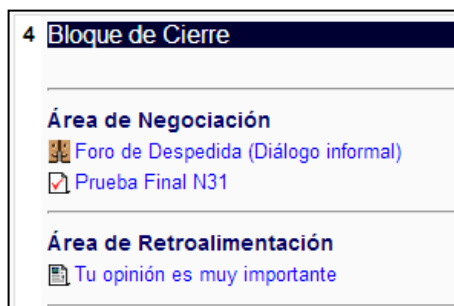 4 Bloque de Cierre
Área de Negociación
Foro de Despedida (Diálogo informal)
Prueba Final N31
Área de Retroalimentación
Tu opinión es muy importante